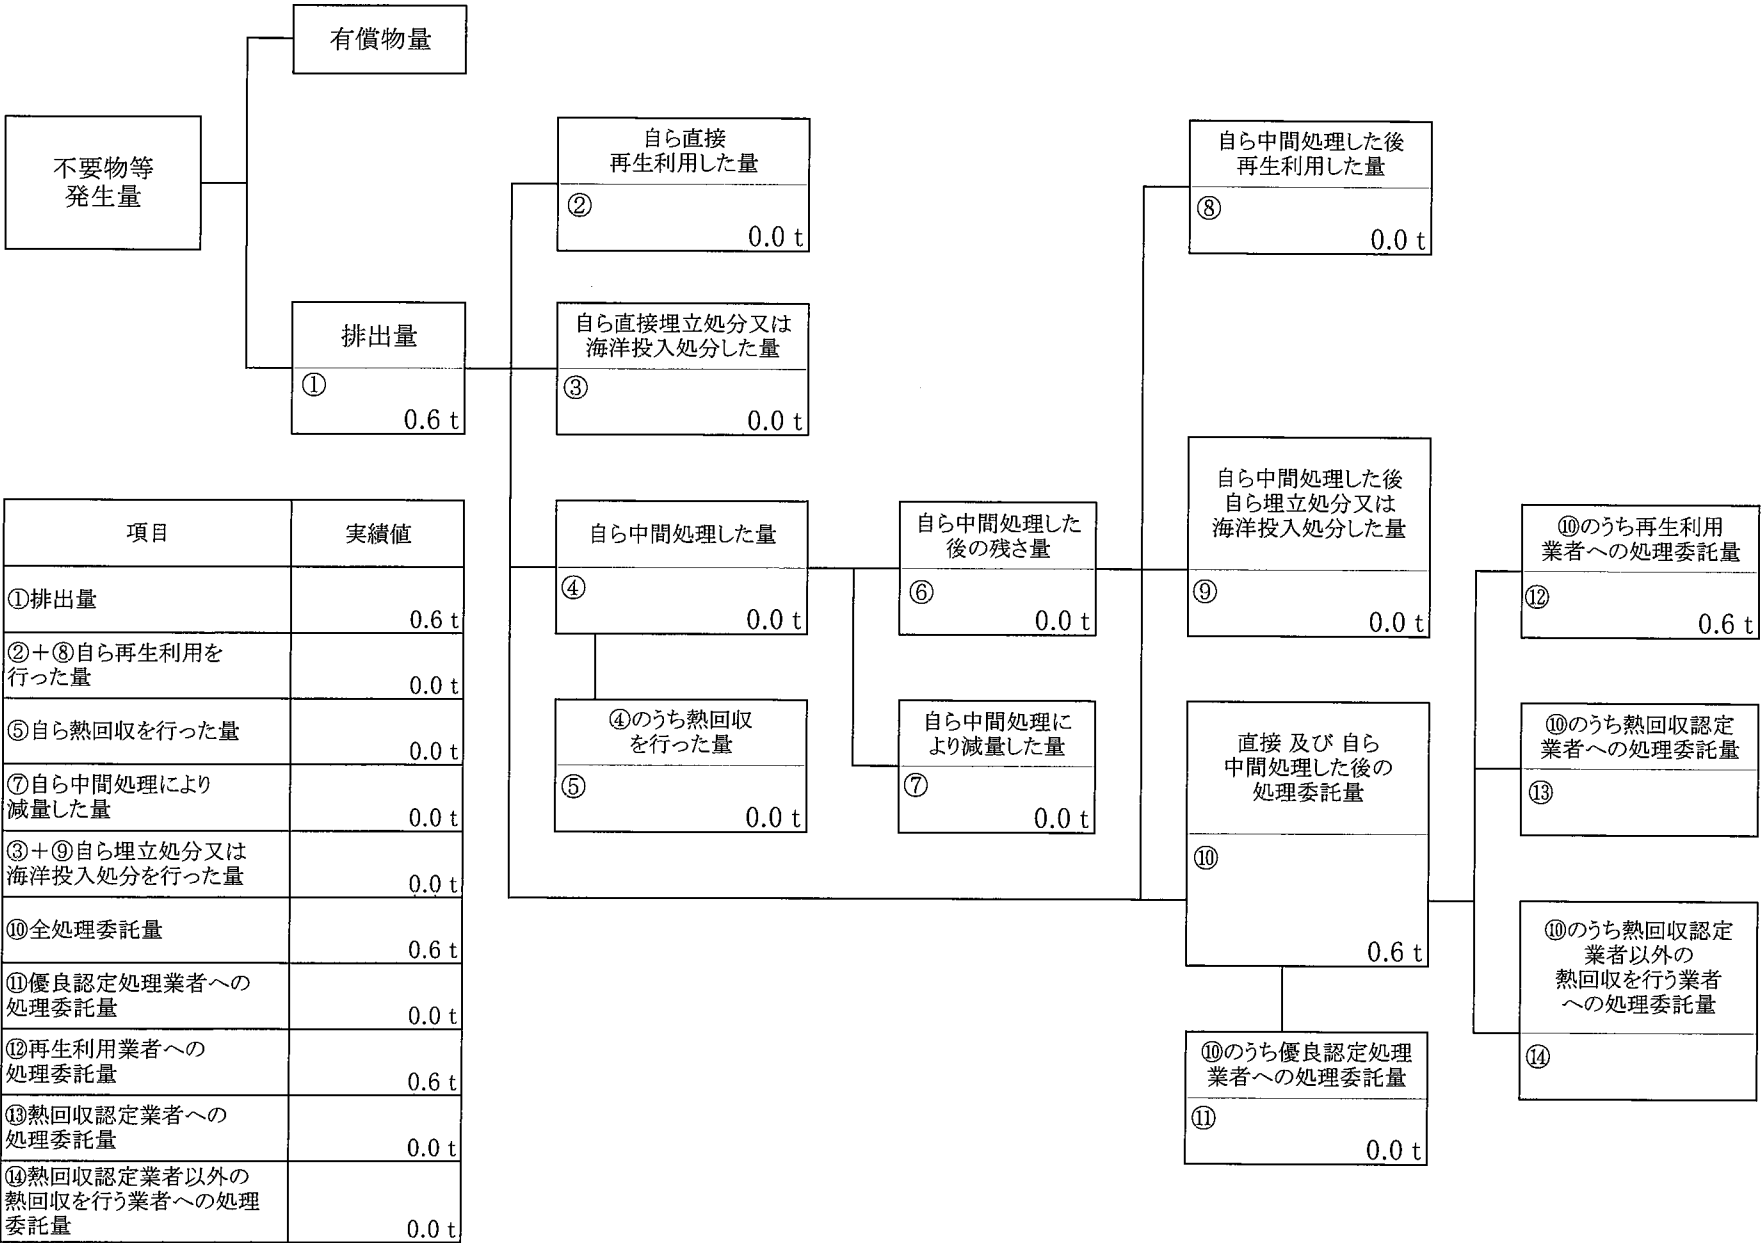 有償物量
不要物等
発生量
排出量
①
0.6 t
自ら直接
再生利用した量
②
0.0 t
自ら直接埋立処分又は
海洋投入処分した量
③
0.0 t
自ら中間処理した量
④
0.0 t
④のうち熱回収
を行った量
⑤
0.0 t
自ら中間処理した
後の残さ量
⑥
0.0 t
自ら中間処理に
より減量した量
⑦
0.0 t
自ら中間処理した後
再生利用した量
⑧
0.0 t
自ら中間処理した後
自ら埋立処分又は
海洋投入処分した量
⑨
0.0 t
直接 及び 自ら
中間処理した後の
処理委託量
⑩
0.6 t
⑩のうち優良認定処理
業者への処理委託量
⑪
0.0 t
⑩のうち再生利用
業者への処理委託量
⑫
0.6 t
⑩のうち熱回収認定
業者への処理委託量
⑬
⑩のうち熱回収認定
業者以外の
熱回収を行う業者
への処理委託量
⑭
項目 実績値
①排出量
0.6 t
②+⑧自ら再生利用を
行った量
0.0 t
⑤自ら熱回収を行った量
0.0 t
⑦自ら中間処理により
減量した量
0.0 t
③+⑨自ら埋立処分又は
海洋投入処分を行った量
0.0 t
⑩全処理委託量
0.6 t
⑪優良認定処理業者への
処理委託量
0.0 t
⑫再生利用業者への
処理委託量
0.6 t
⑬熱回収認定業者への
処理委託量
0.0 t
⑭熱回収認定業者以外の
熱回収を行う業者への処理
委託量
0.0 t